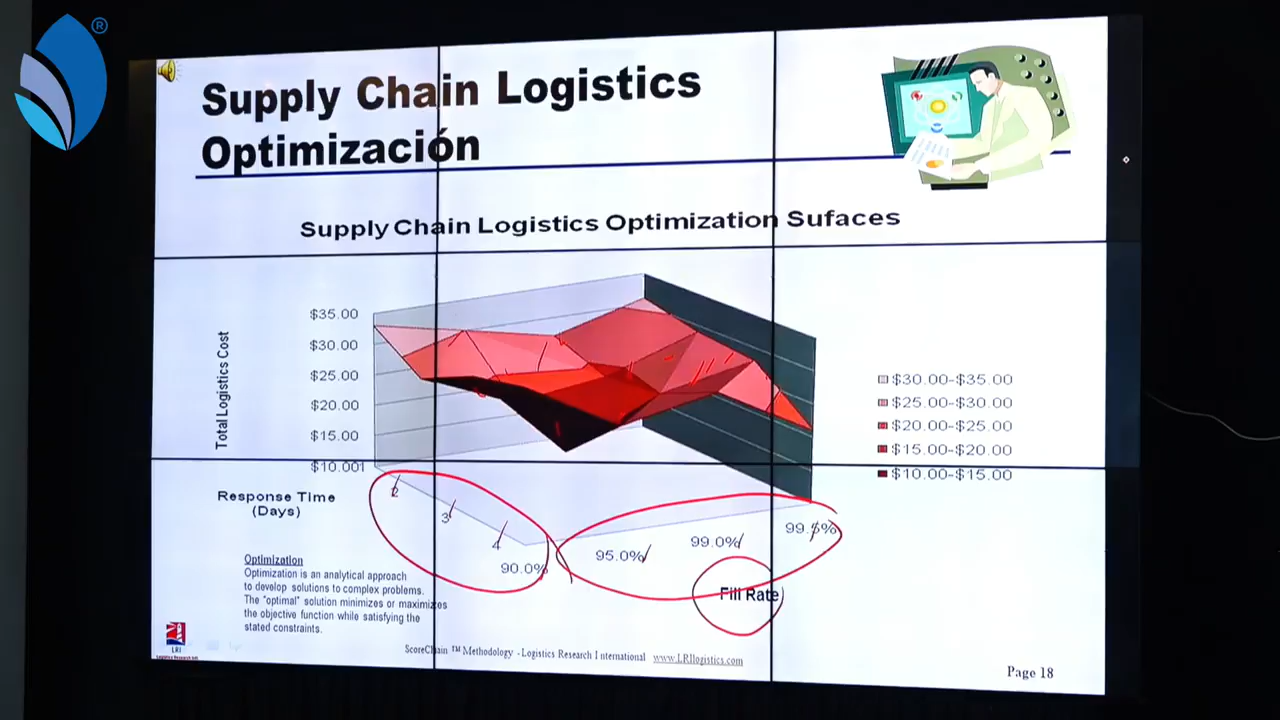 ®
Supply Chain Logistics
Optimización
Supply Chain Logistics Optimization Sufaces
Total Logistics Cost
$35.00
$30.00
$25.00
$20.00
$15.00
$10.001
$30.00-$35.00
$25.00-$30.00
$20.00-$25.00
$15.00-$20.00
$10.00-$15.00
Response Time
(Days)
2
3
4
90.0%
95.0%
99.0%
99.5%
Fill Rate
Optimization
Optimization is an analytical approach
to develop solutions to complex problems.
The "optimal" solution minimizes or maximizes
the objective function while satisfying the
stated constraints.
LRI
ScoreChain ™ Methodology - Logistics Research International www.LRIlogistics.com
Page 18